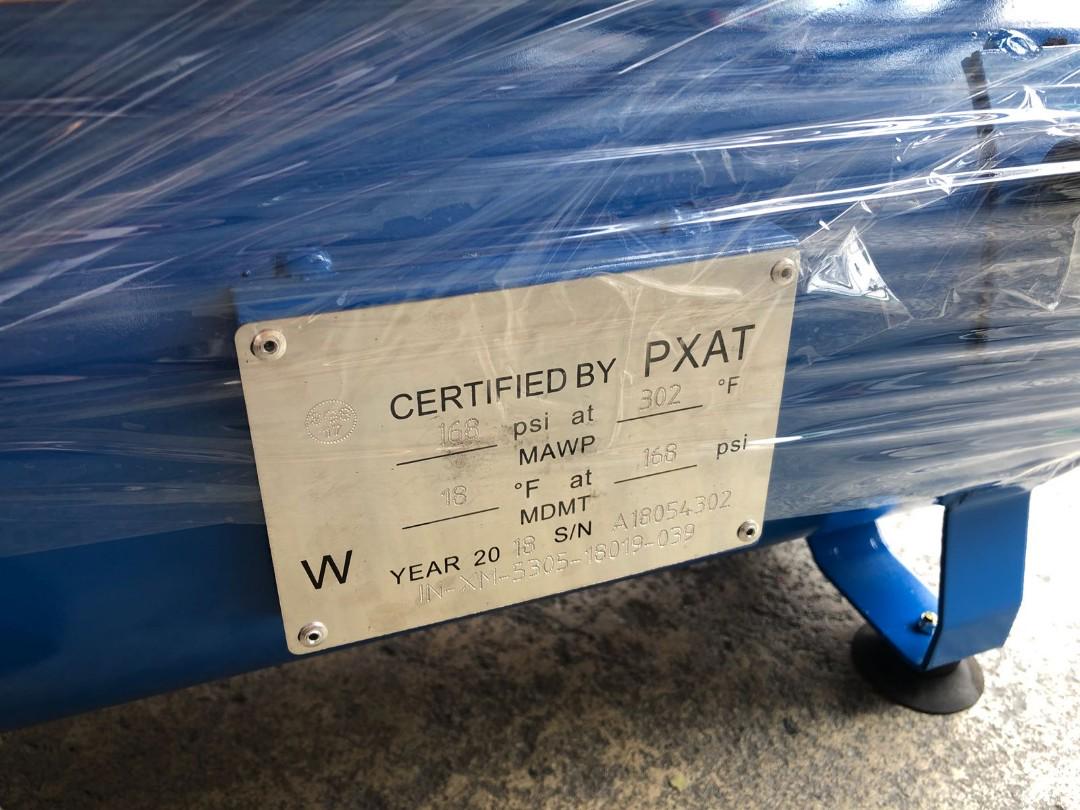 CERTIFIED BY PXAT
168 psi at 302 °F
MAWP
18 °F at 168 psi
MDMT
W YEAR 20 18 S/N A18054302
IN-XM-5305-18019-039